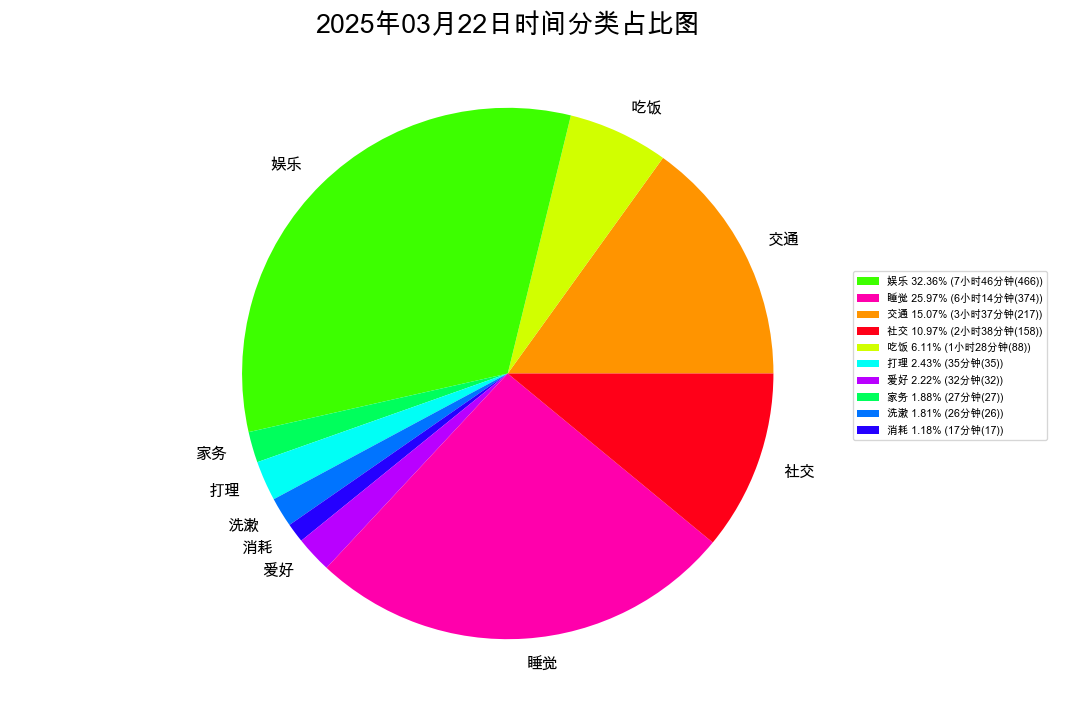 2025年03月22日时间分类占比图
吃饭
娱乐
交通
家务
打理
洗漱
消耗
爱好
社交
睡觉
娱乐 32.36% (7小时46分钟(466))
睡觉 25.97% (6小时14分钟(374))
交通 15.07% (3小时37分钟(217))
社交 10.97% (2小时38分钟(158))
吃饭 6.11% (1小时28分钟(88))
打理 2.43% (35分钟(35))
爱好 2.22% (32分钟(32))
家务 1.88% (27分钟(27))
洗漱 1.81% (26分钟(26))
消耗 1.18% (17分钟(17))